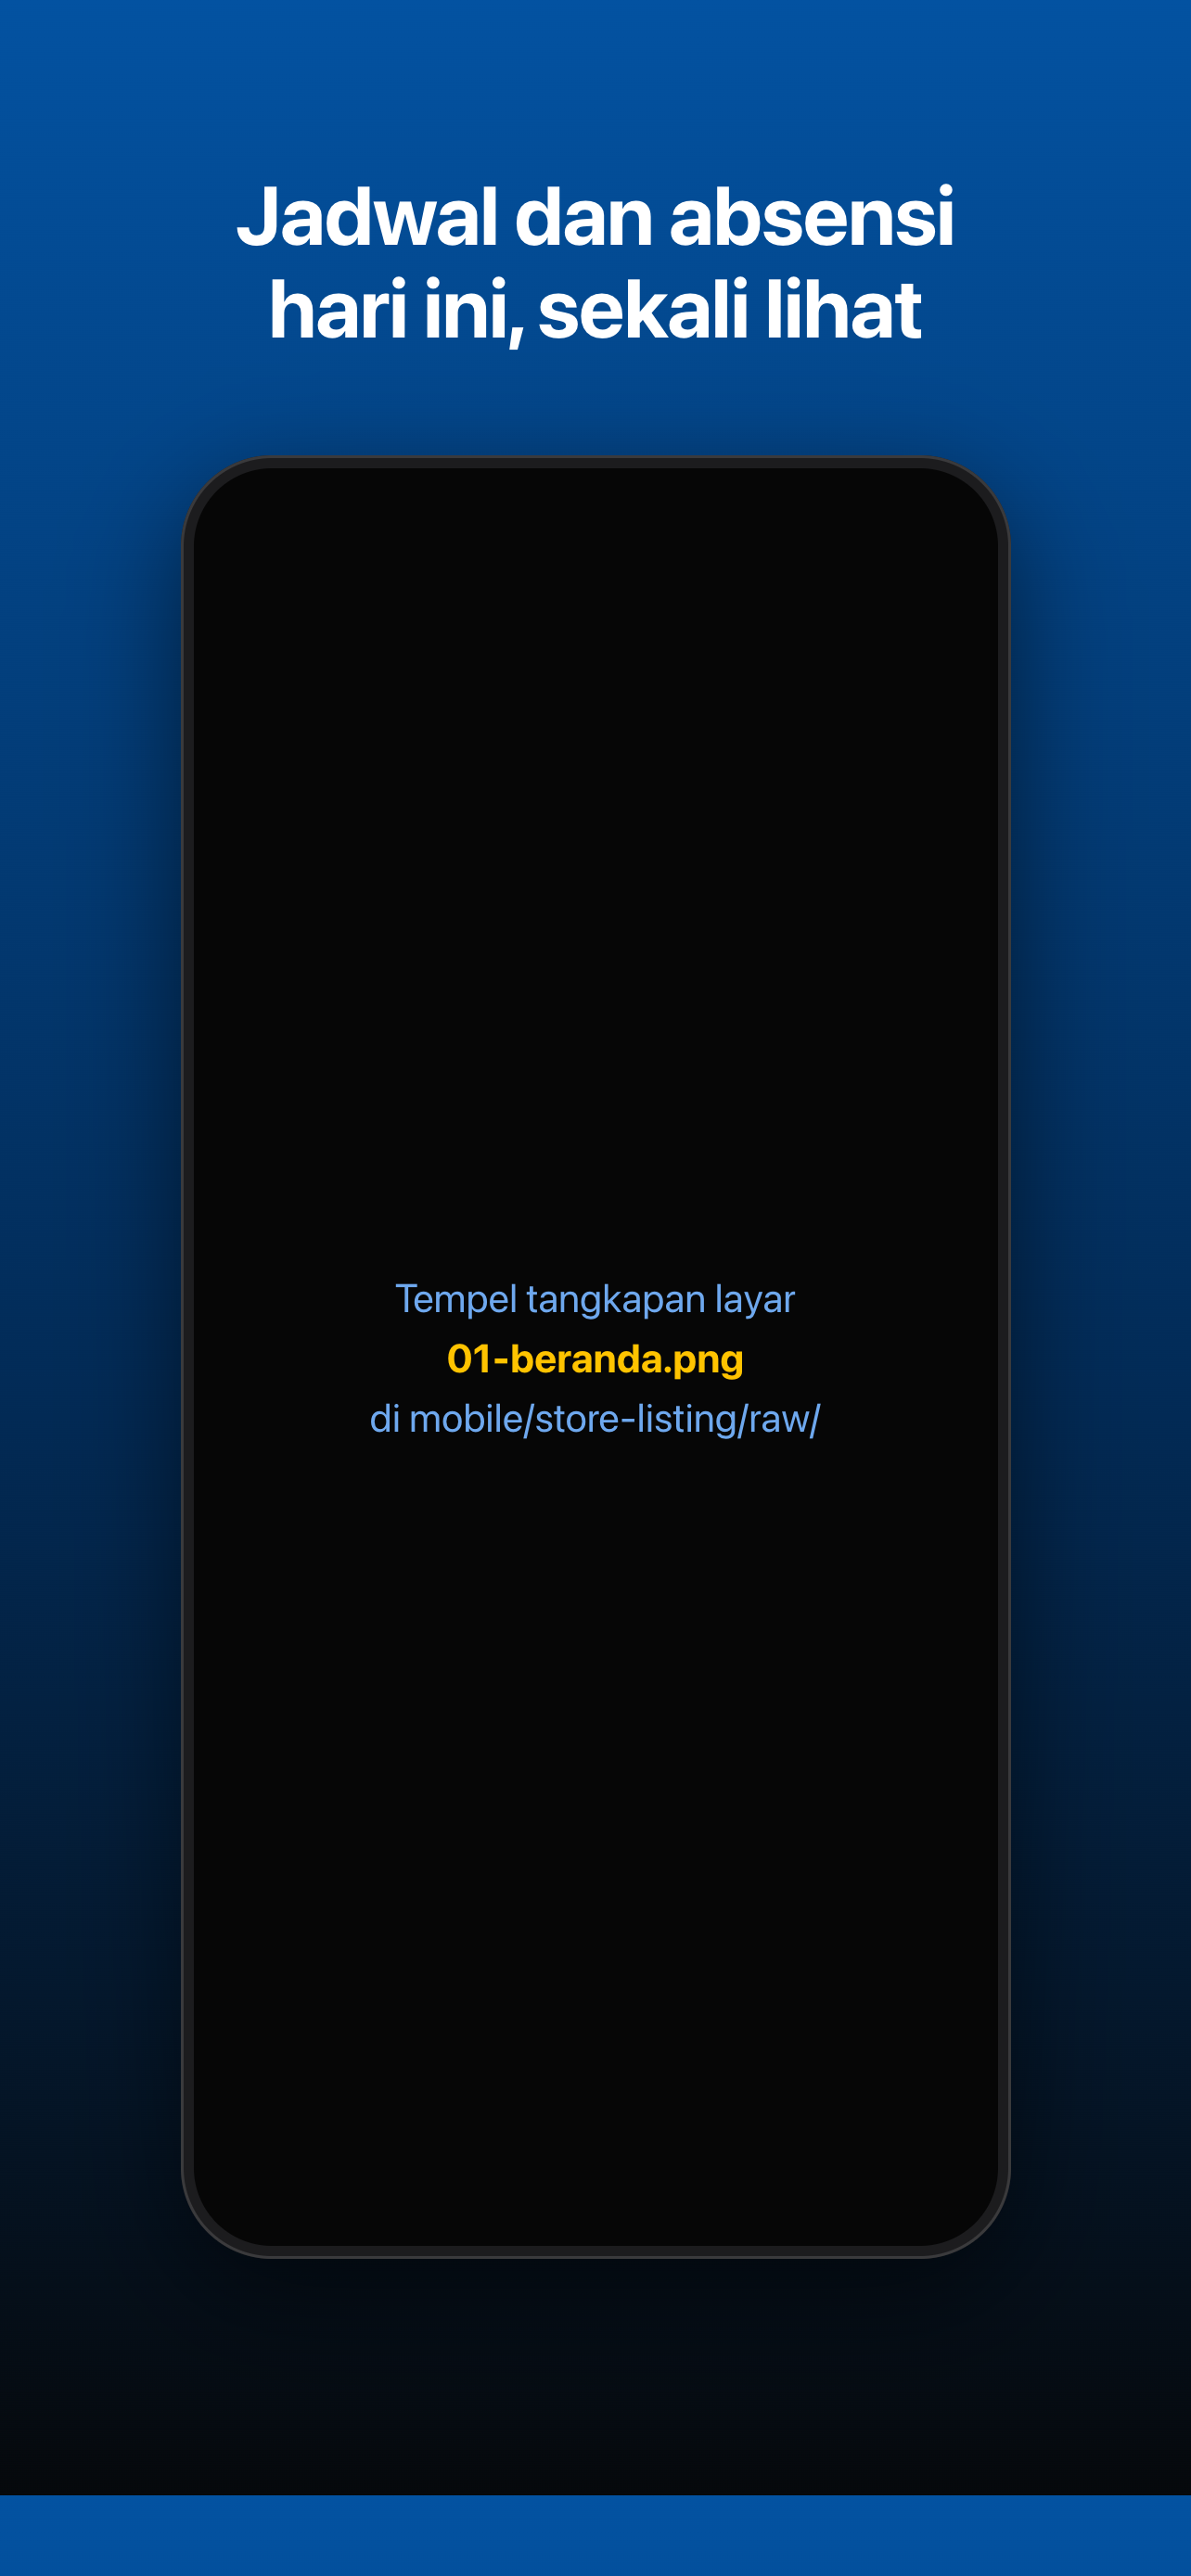 Jadwal dan absensi
hari ini, sekali lihat
Tempel tangkapan layar
01-beranda.png
di mobile/store-listing/raw/